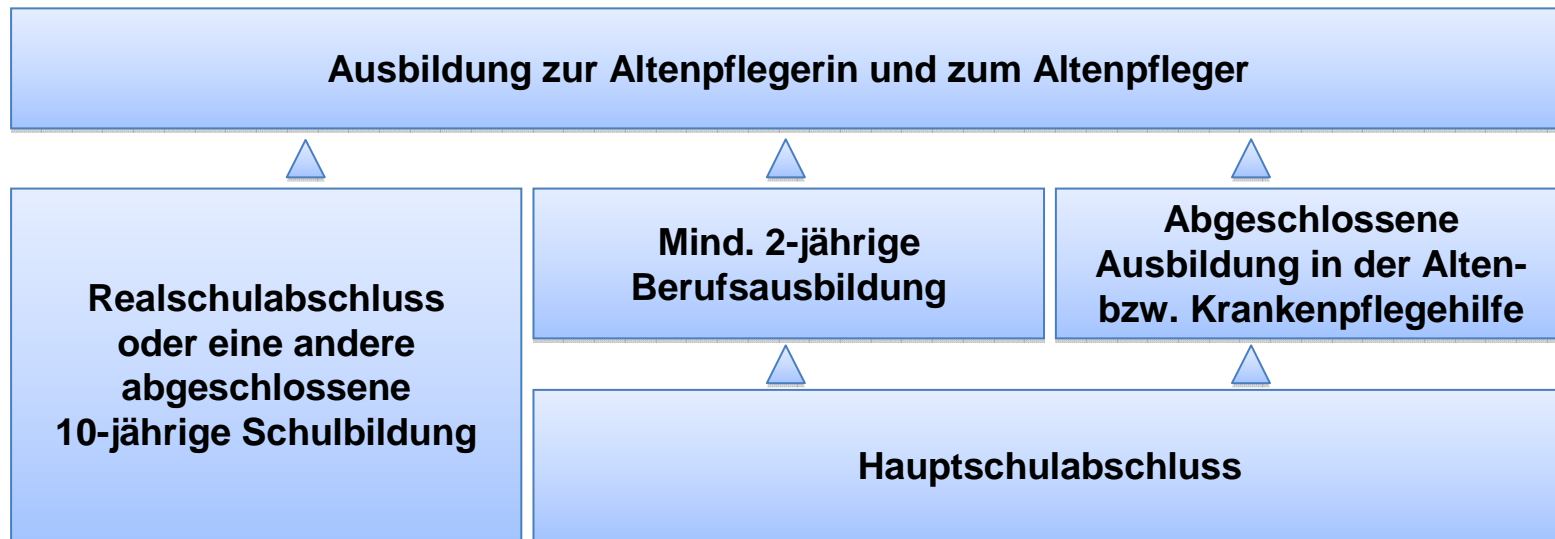 Ausbildung zur Altenpflegerin und zum Altenpfleger
Realschulabschluss
oder eine andere
abgeschlossene
10-jährige Schulbildung
Mind. 2-jährige
Berufsausbildung
Abgeschlossene
Ausbildung in der Alten-
bzw. Krankenpflegehilfe
Hauptschulabschluss